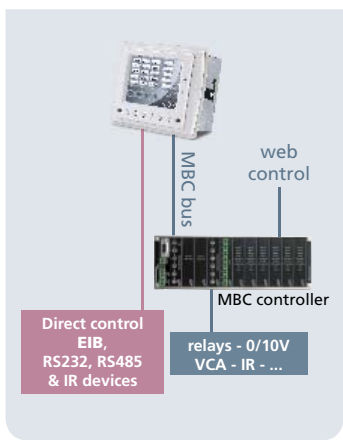 MBC bus
web
control
MBC controller
Direct control
EIB,
RS232, RS485
& IR devices
relays - 0/10V
VCA - IR - ...